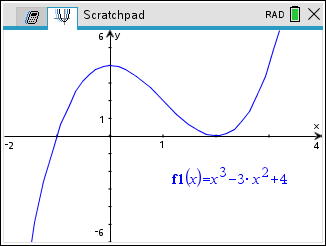 Scratchpad RAD
6 y
1
x
-2 1 4
f1(x)=x³-3·x²+4
-6